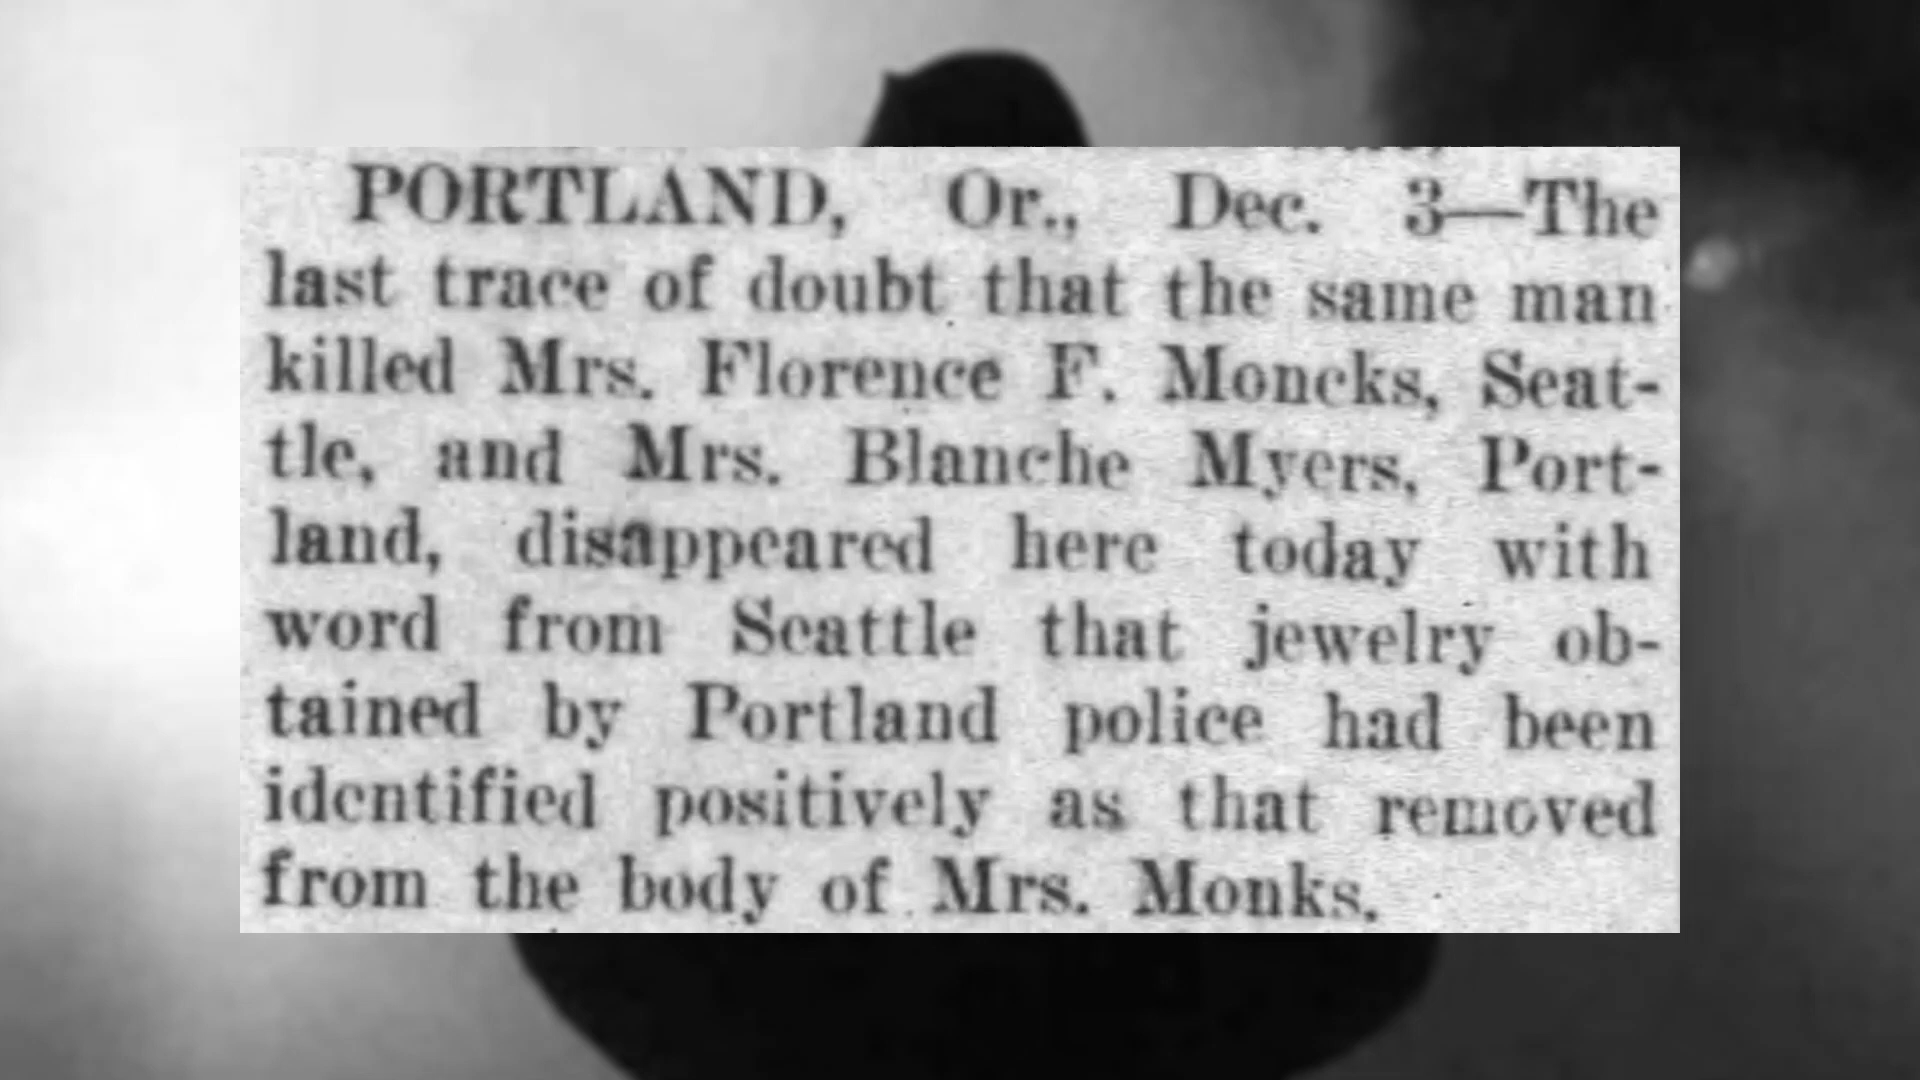 PORTLAND, Or., Dec. 3—The
last trace of doubt that the same man
killed Mrs. Florence F. Moncks, Seat-
tle, and Mrs. Blanche Myers, Port-
land, disappeared here today with
word from Seattle that jewelry ob-
tained by Portland police had been
identified positively as that removed
from the body of Mrs. Monks.